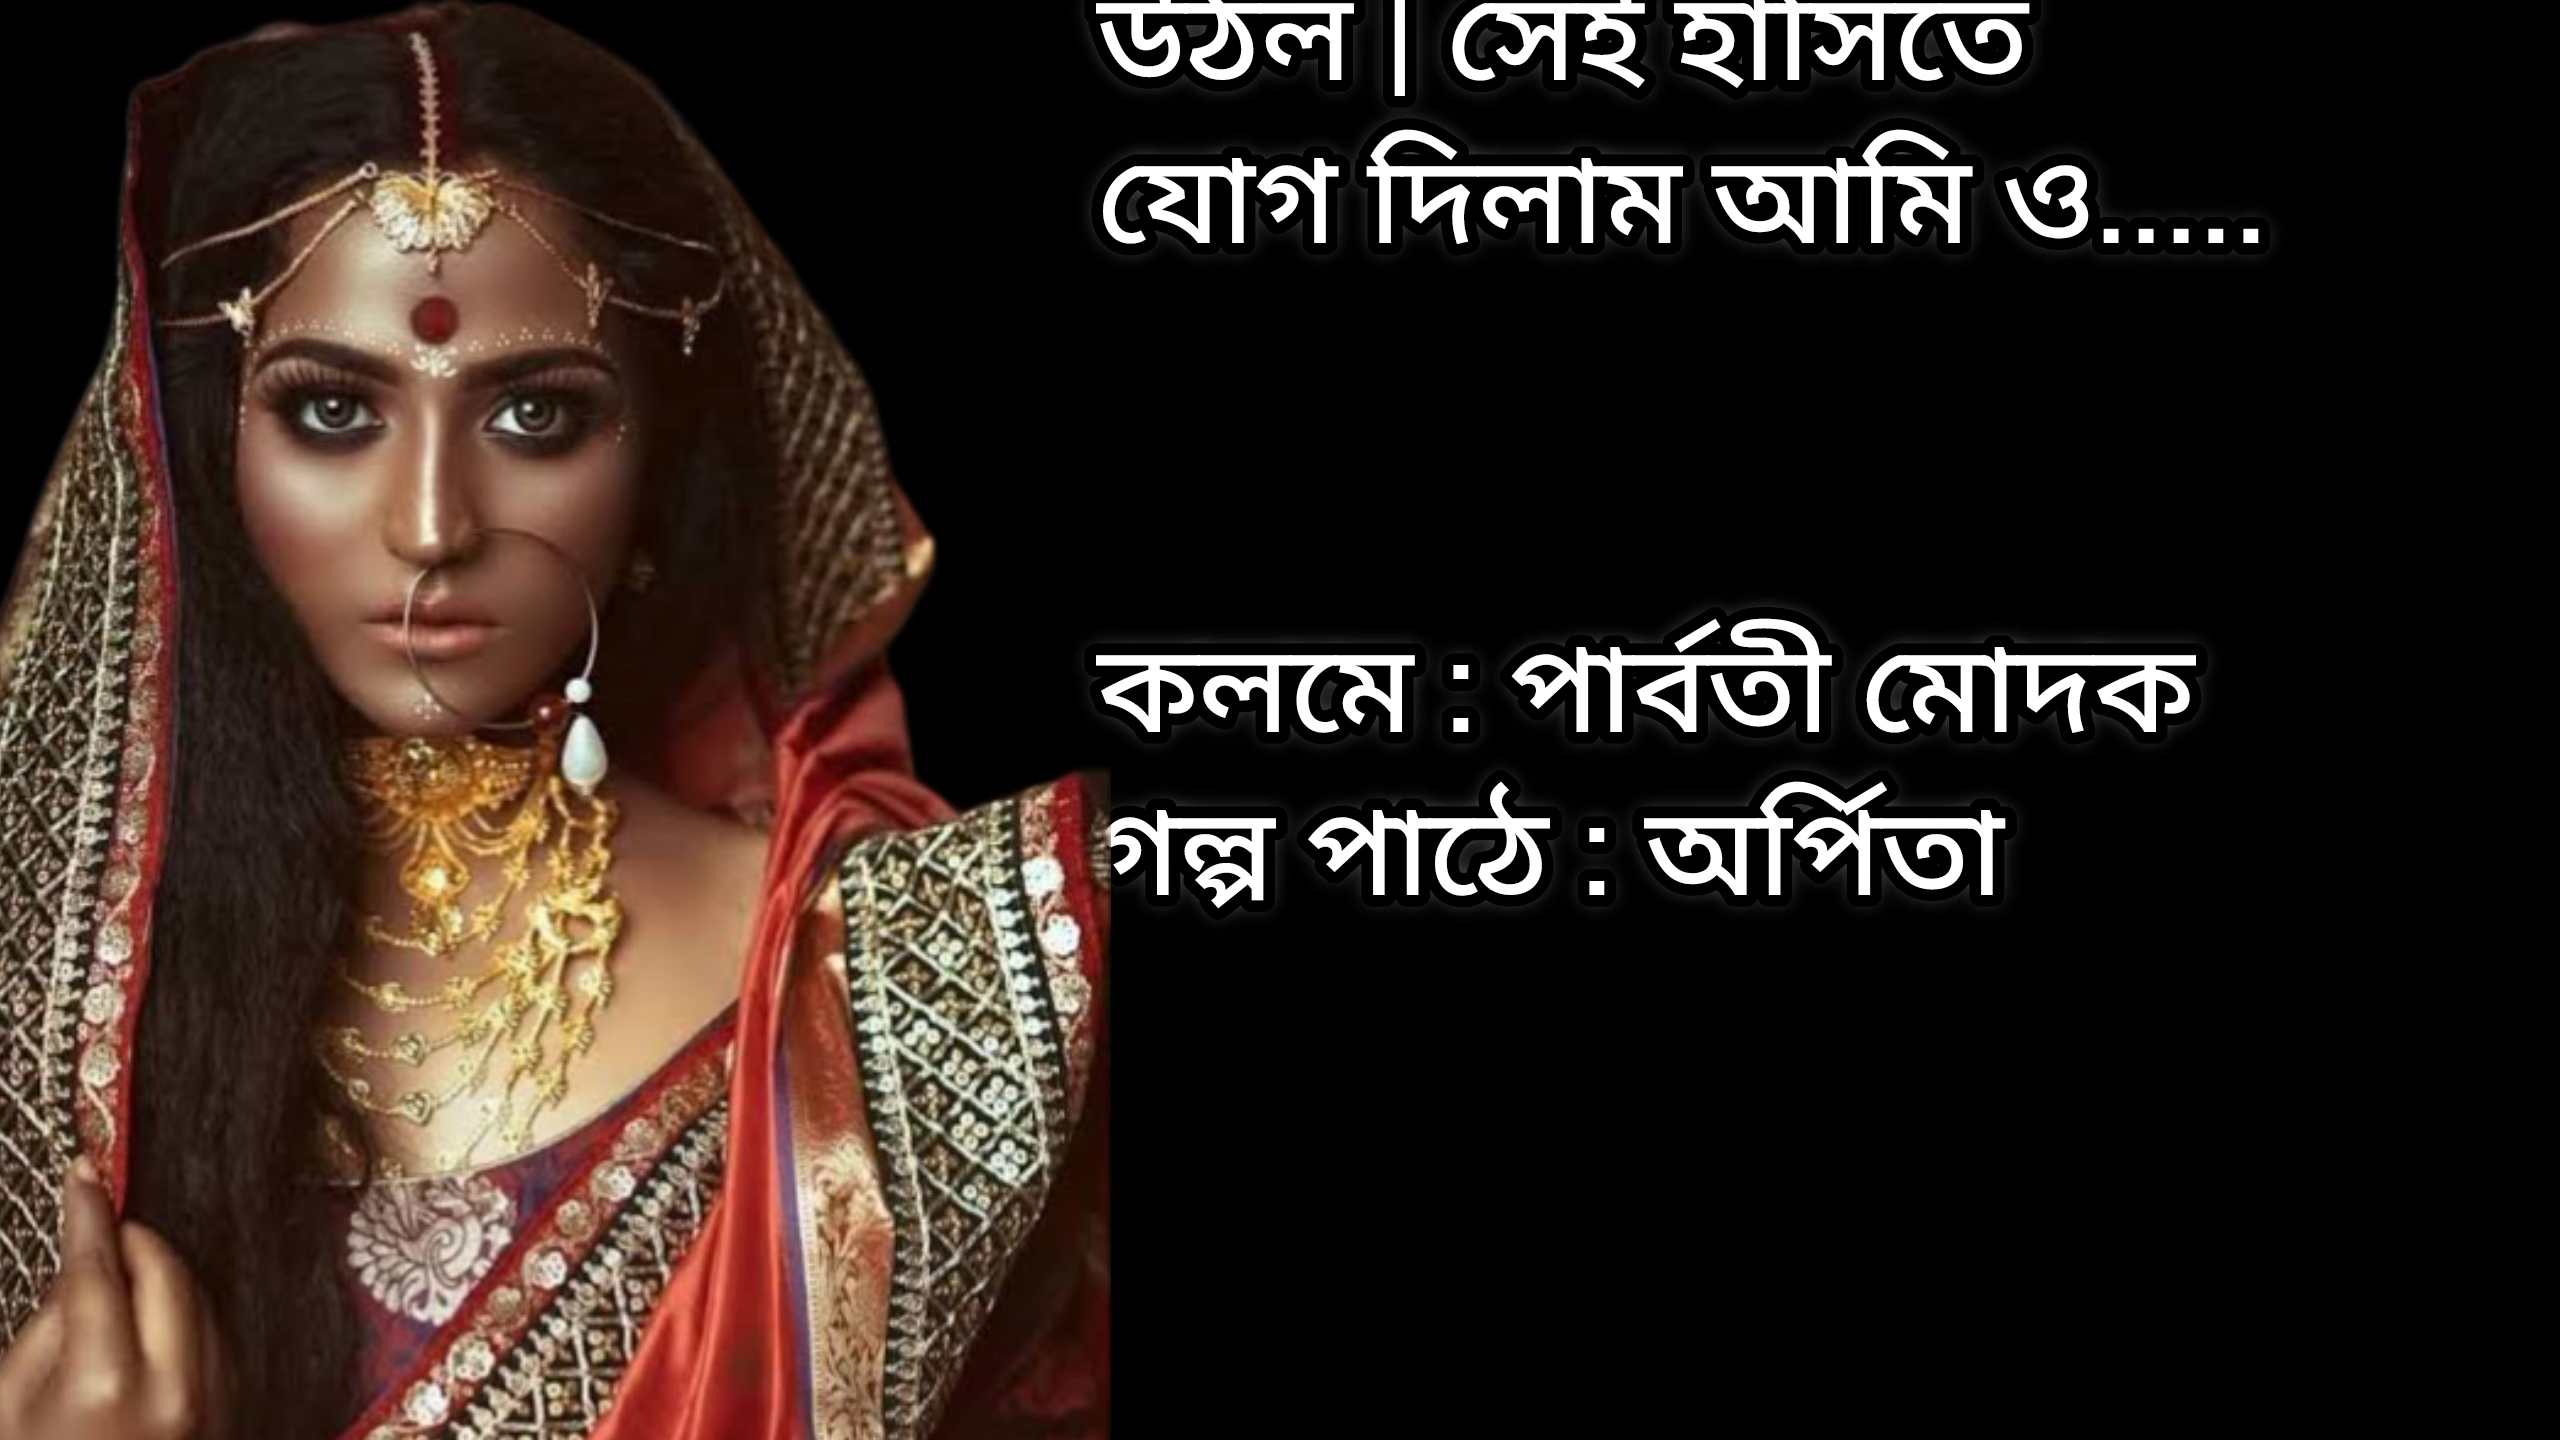 উঠল | সেই হাসিতে
যোগ দিলাম আমি ও.....
কলমে : পার্বতী মোদক
গল্প পাঠে : অর্পিতা